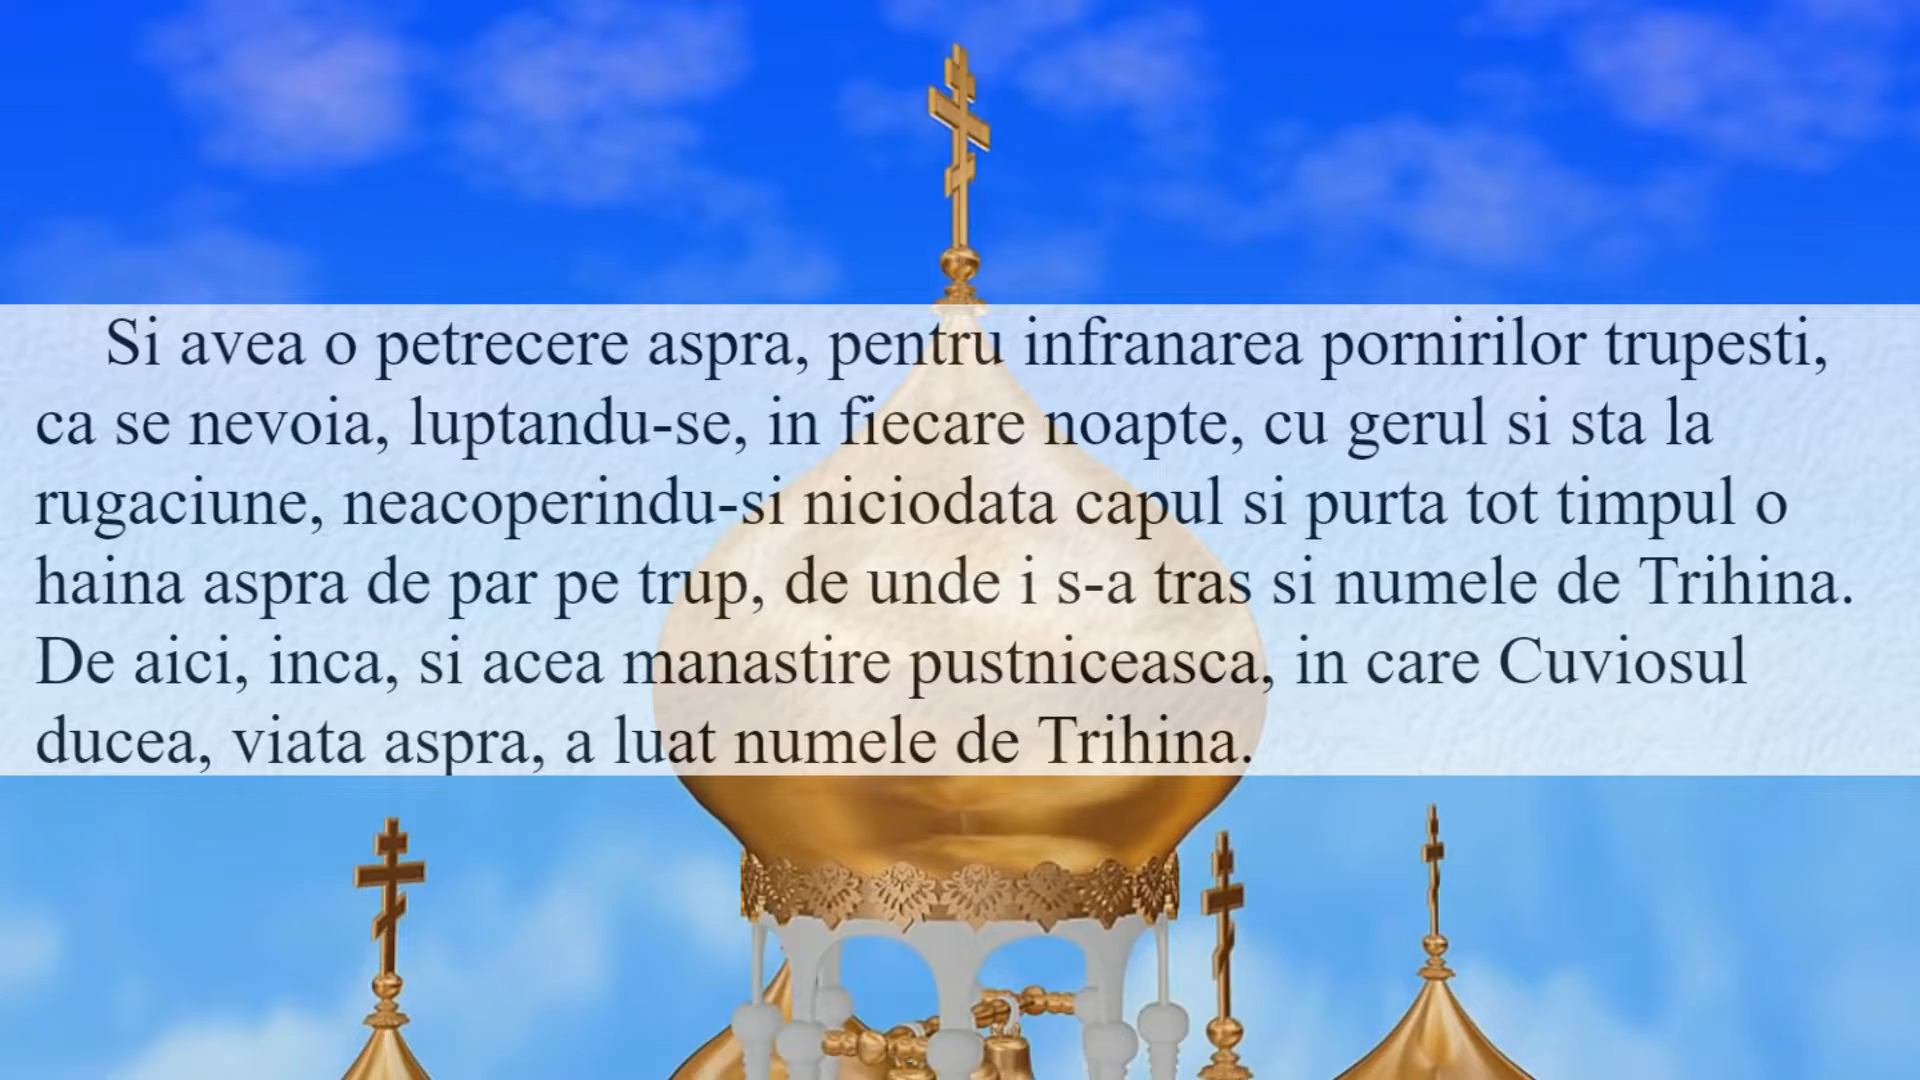 Si avea o petrecere aspra, pentru infranarea pornirilor trupesti,
ca se nevoia, luptandu-se, in fiecare noapte, cu gerul si sta la
rugaciune, neacoperindu-si niciodata capul si purta tot timpul o
haina aspra de par pe trup, de unde i s-a tras si numele de Trihina.
De aici, inca, si acea manastire pustniceasca, in care Cuviosul
ducea, viata aspra, a luat numele de Trihina.